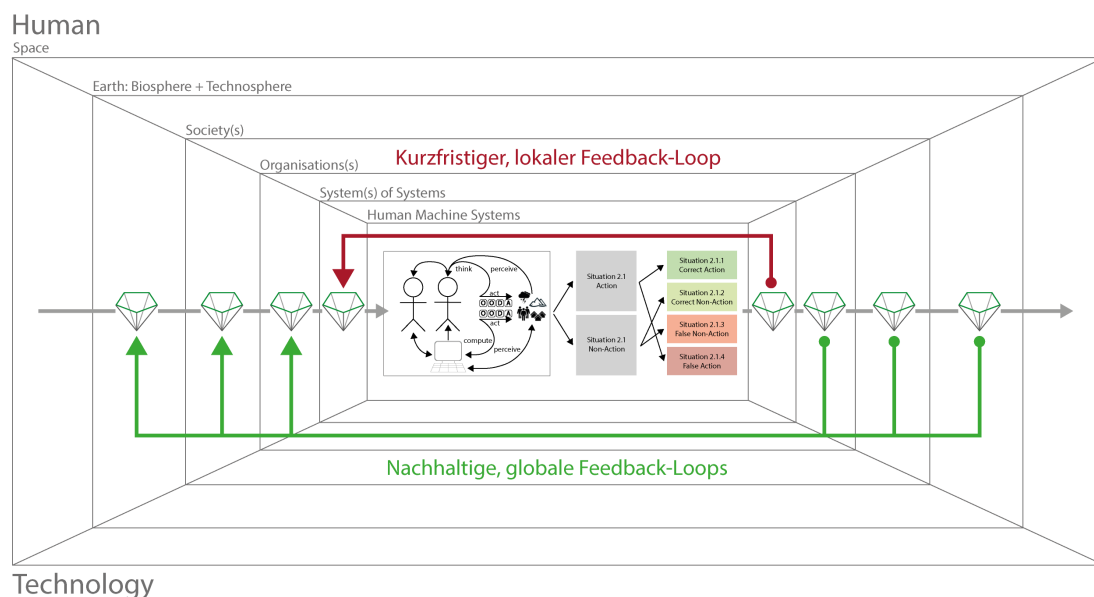 Human
Space
Earth: Biosphere + Technosphere
Society(s)
Kurzfristiger, lokaler Feedback-Loop
Organisations(s)
System(s) of Systems
Human Machine Systems
think
perceive
act
O O D A
O O D A
act
compute
perceive
Situation 2.1
Action
Situation 2.1
Non-Action
Situation 2.1.1
Correct Action
Situation 2.1.2
Correct Non-Action
Situation 2.1.3
False Non-Action
Situation 2.1.4
False Action
Nachhaltige, globale Feedback-Loops
Technology